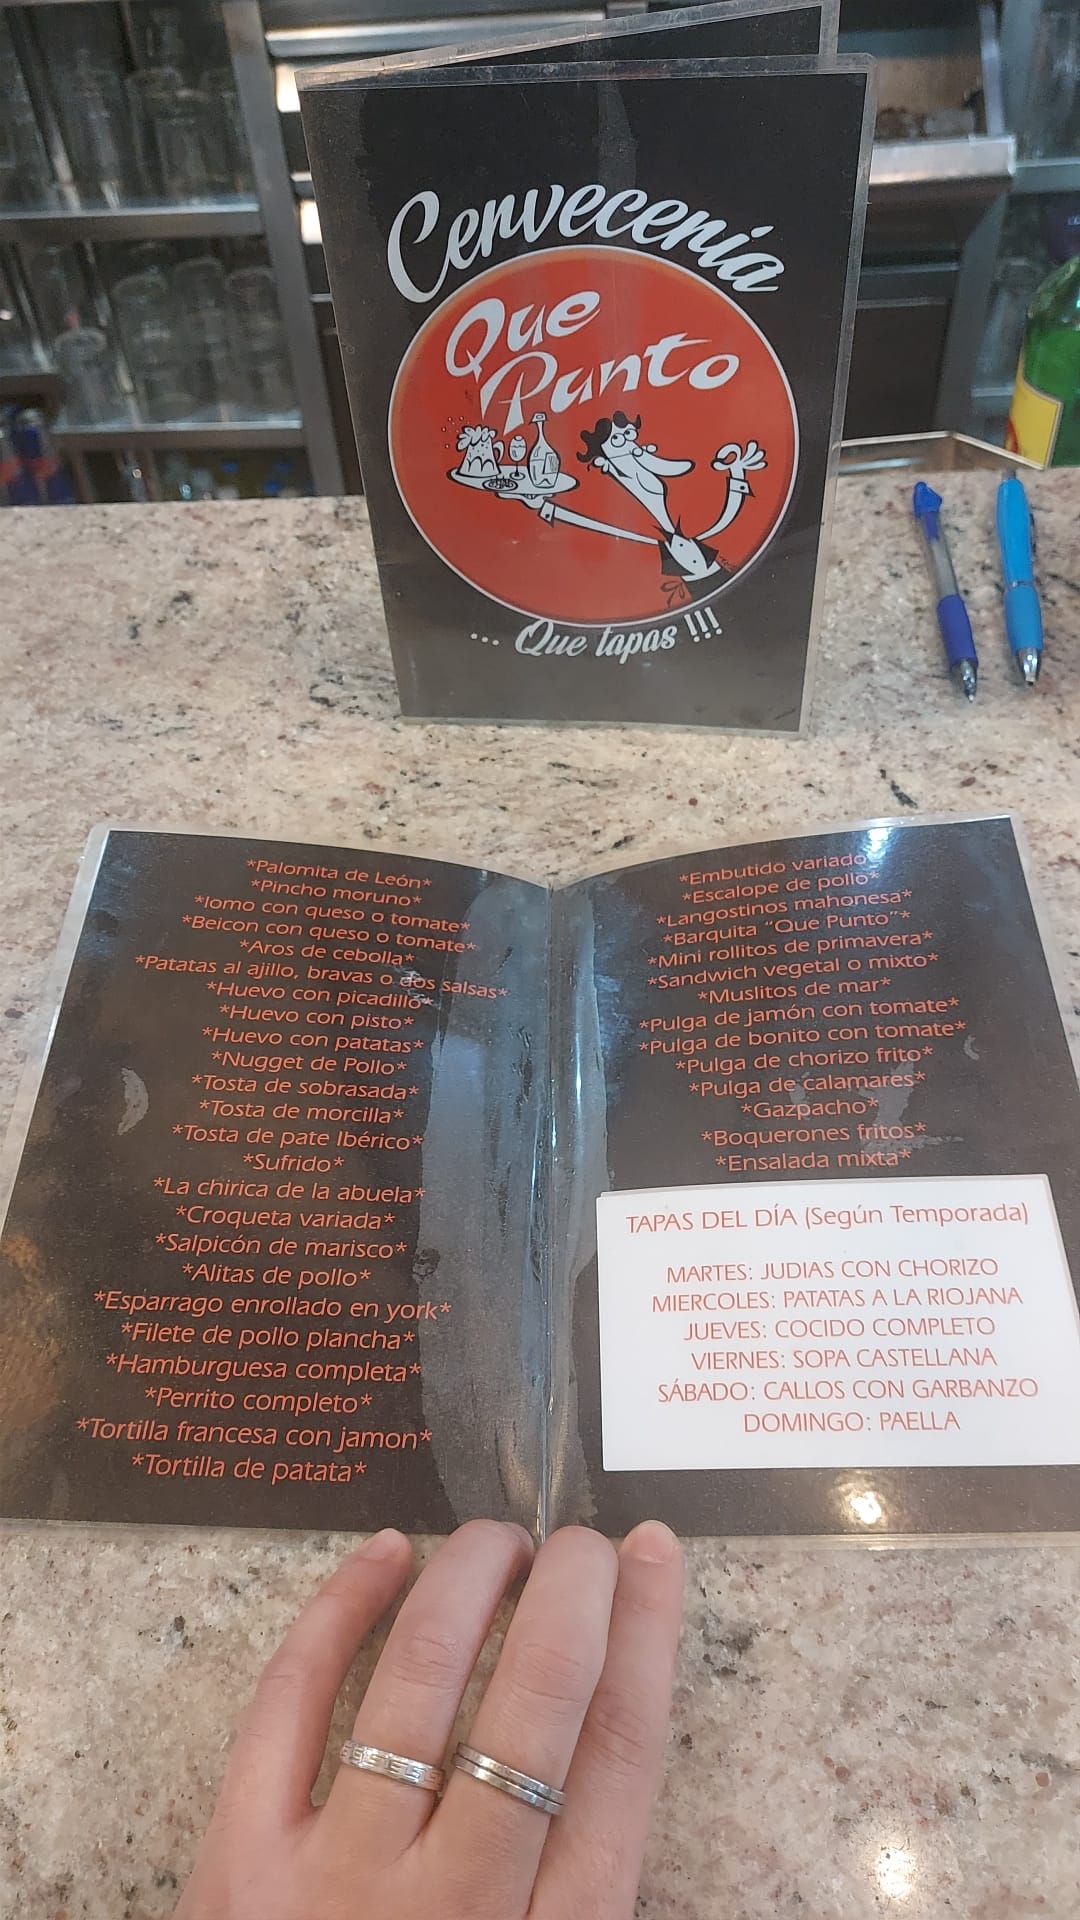 Cervecería
Que
Punto
... Que tapas !!!
*Palomita de León*
*Pincho moruno*
*lomo con queso o tomate*
*Beicon con queso o tomate*
*Aros de cebolla*
*Patatas al ajillo, bravas o dos salsas*
*Huevo con picadillo*
*Huevo con pisto*
*Huevo con patatas*
*Nugget de Pollo*
*Tosta de sobrasada*
*Tosta de morcilla*
*Tosta de pate Ibérico*
*Sufrido*
*La chirica de la abuela*
*Croqueta variada*
*Salpicón de marisco*
*Alitas de pollo*
*Esparrago enrollado en york*
*Filete de pollo plancha*
*Hamburguesa completa*
*Perrito completo*
*Tortilla francesa con jamon*
*Tortilla de patata*
*Embutido variado*
*Escalope de pollo*
*Langostinos mahonesa*
*Barquita "Que Punto"*
*Mini rollitos de primavera*
*Sandwich vegetal o mixto*
*Muslitos de mar*
*Pulga de jamón con tomate*
*Pulga de bonito con tomate*
*Pulga de chorizo frito*
*Pulga de calamares*
*Gazpacho*
*Boquerones fritos*
*Ensalada mixta*
TAPAS DEL DÍA (Según Temporada)
MARTES: JUDIAS CON CHORIZO
MIERCOLES: PATATAS A LA RIOJANA
JUEVES: COCIDO COMPLETO
VIERNES: SOPA CASTELLANA
SÁBADO: CALLOS CON GARBANZO
DOMINGO: PAELLA